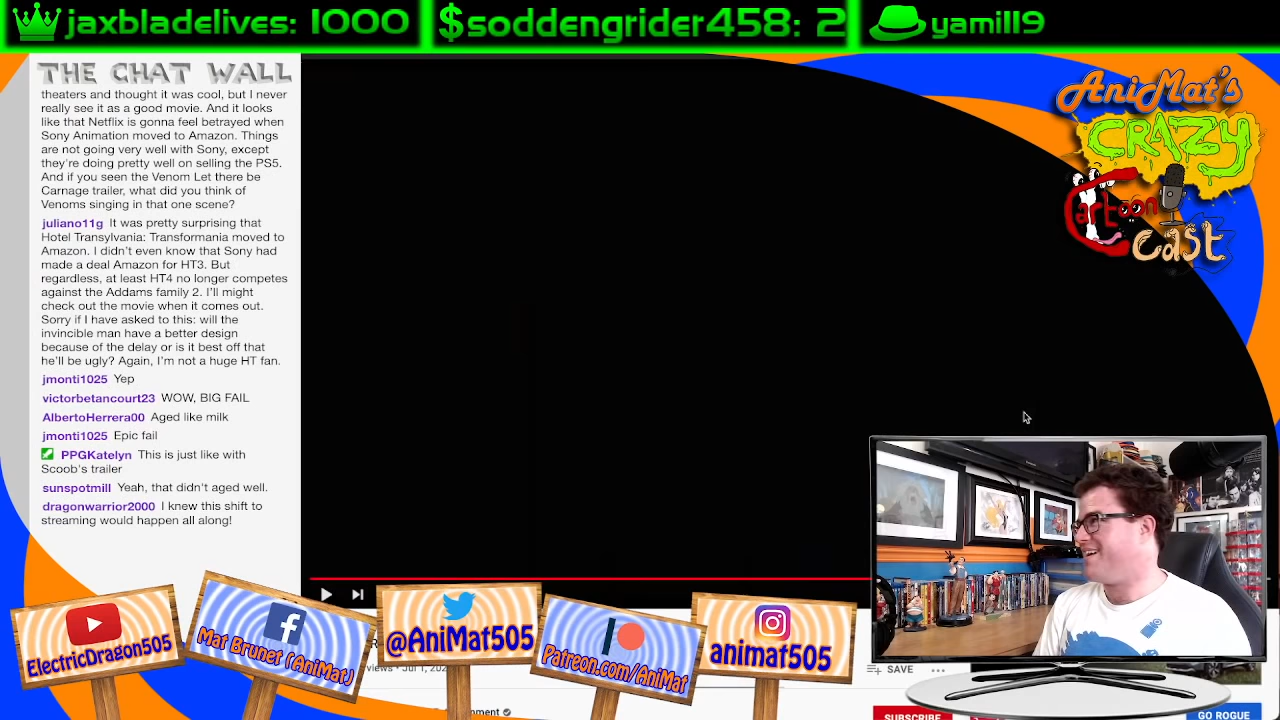 jaxbladelives: 1000
$soddengrider458: 2
yamill9
THE CHAT WALL
theaters and thought it was cool, but I never
really see it as a good movie. And it looks
like that Netflix is gonna feel betrayed when
Sony Animation moved to Amazon. Things
are not going very well with Sony, except
they're doing pretty well on selling the PS5.
And if you seen the Venom Let there be
Carnage trailer, what did you think of
Venoms singing in that one scene?
juliano11g It was pretty surprising that
Hotel Transylvania: Transformania moved to
Amazon. I didn't even know that Sony had
made a deal Amazon for HT3. But
regardless, at least HT4 no longer competes
against the Addams family 2. I'll might
check out the movie when it comes out.
Sorry if I have asked to this: will the
invincible man have a better design
because of the delay or is it best off that
he'll be ugly? Again, I'm not a huge HT fan.
jmonti1025 Yep
victorbetancourt23 WOW, BIG FAIL
AlbertoHerrera00 Aged like milk
jmonti1025 Epic fail
PPGKatelyn This is just like with
Scoob's trailer
sunspotmill Yeah, that didn't aged well.
dragonwarrior2000 I knew this shift to
streaming would happen all along!
AniMat's
CRAZY
Cartoon
Cast
ElectricDragon505
Mat Brunet (AniMat)
@AniMat505
Patreon.com/AniMat
animat505
views • Jul 1, 202
SAVE
SUBSCRIBE
GO ROGUE